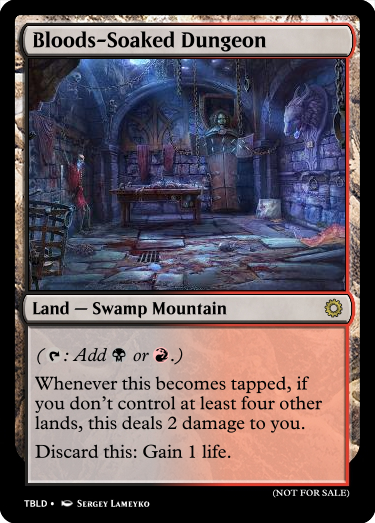 Bloods-Soaked Dungeon
Land — Swamp Mountain
( : Add or .)
Whenever this becomes tapped, if
you don't control at least four other
lands, this deals 2 damage to you.
Discard this: Gain 1 life.
(NOT FOR SALE)
TBLD • Sergey Lameyko